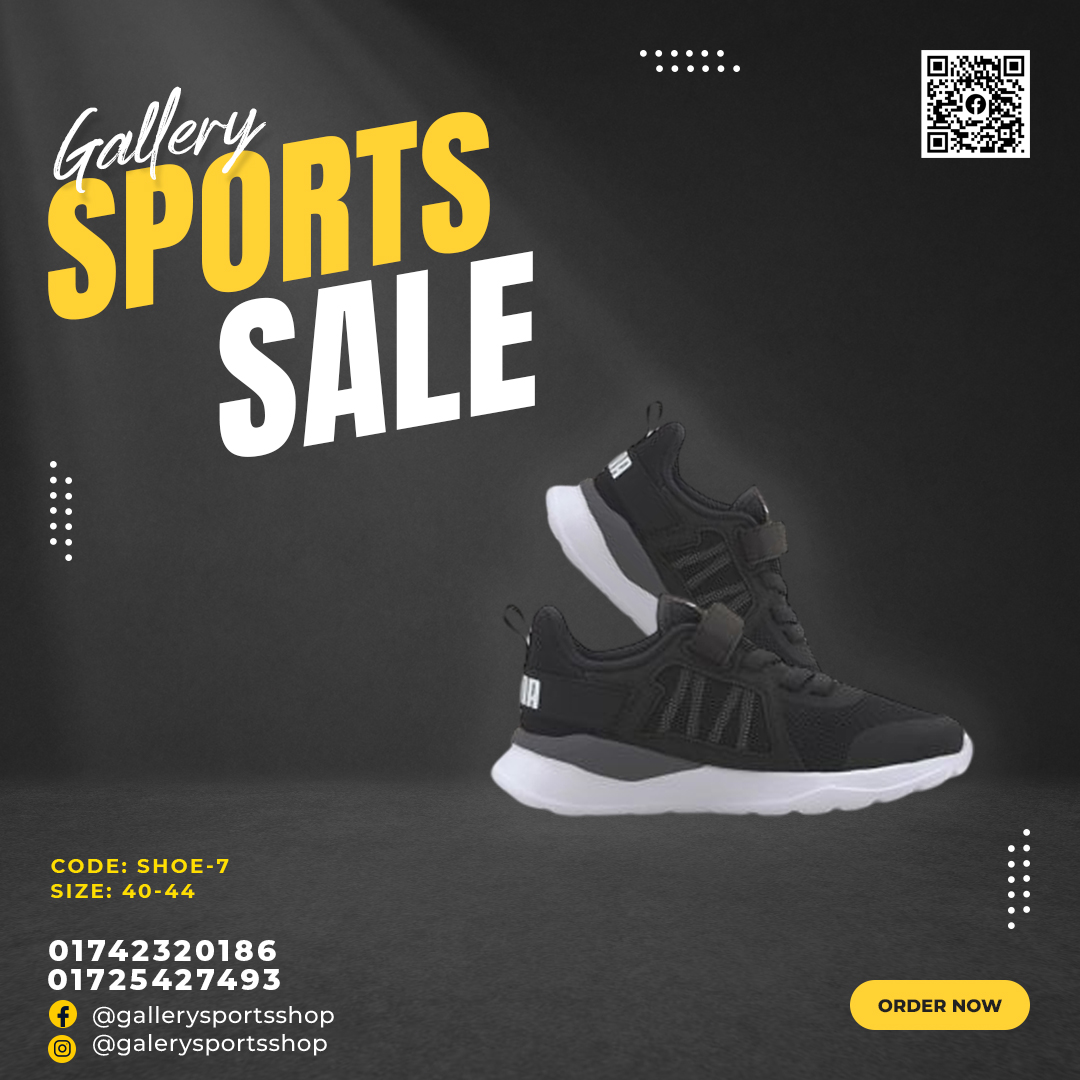 Gallery
SPORTS
SALE
CODE: SHOE-7
SIZE: 40-44
01742320186
01725427493
@gallerysportsshop
@galerysportsshop
ORDER NOW